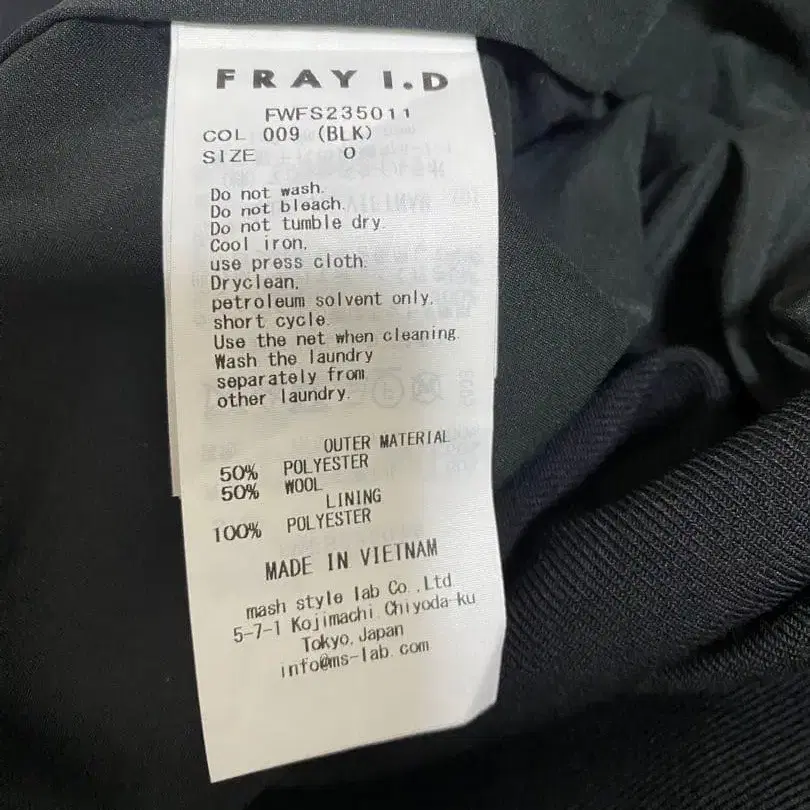 FRAY I.D
FWFS235011
COL 009 (BLK)
SIZE 0
Do not wash.
Do not bleach.
Do not tumble dry.
Cool iron,
use press cloth.
Dryclean,
petroleum solvent only,
short cycle.
Use the net when cleaning.
Wash the laundry
separately from
other laundry.
OUTER MATERIAL
50% POLYESTER
50% WOOL
LINING
100% POLYESTER
MADE IN VIETNAM
mash style lab Co.,Ltd
5-7-1 Kojimachi Chiyoda-ku
Tokyo,Japan
info@ms-lab.com